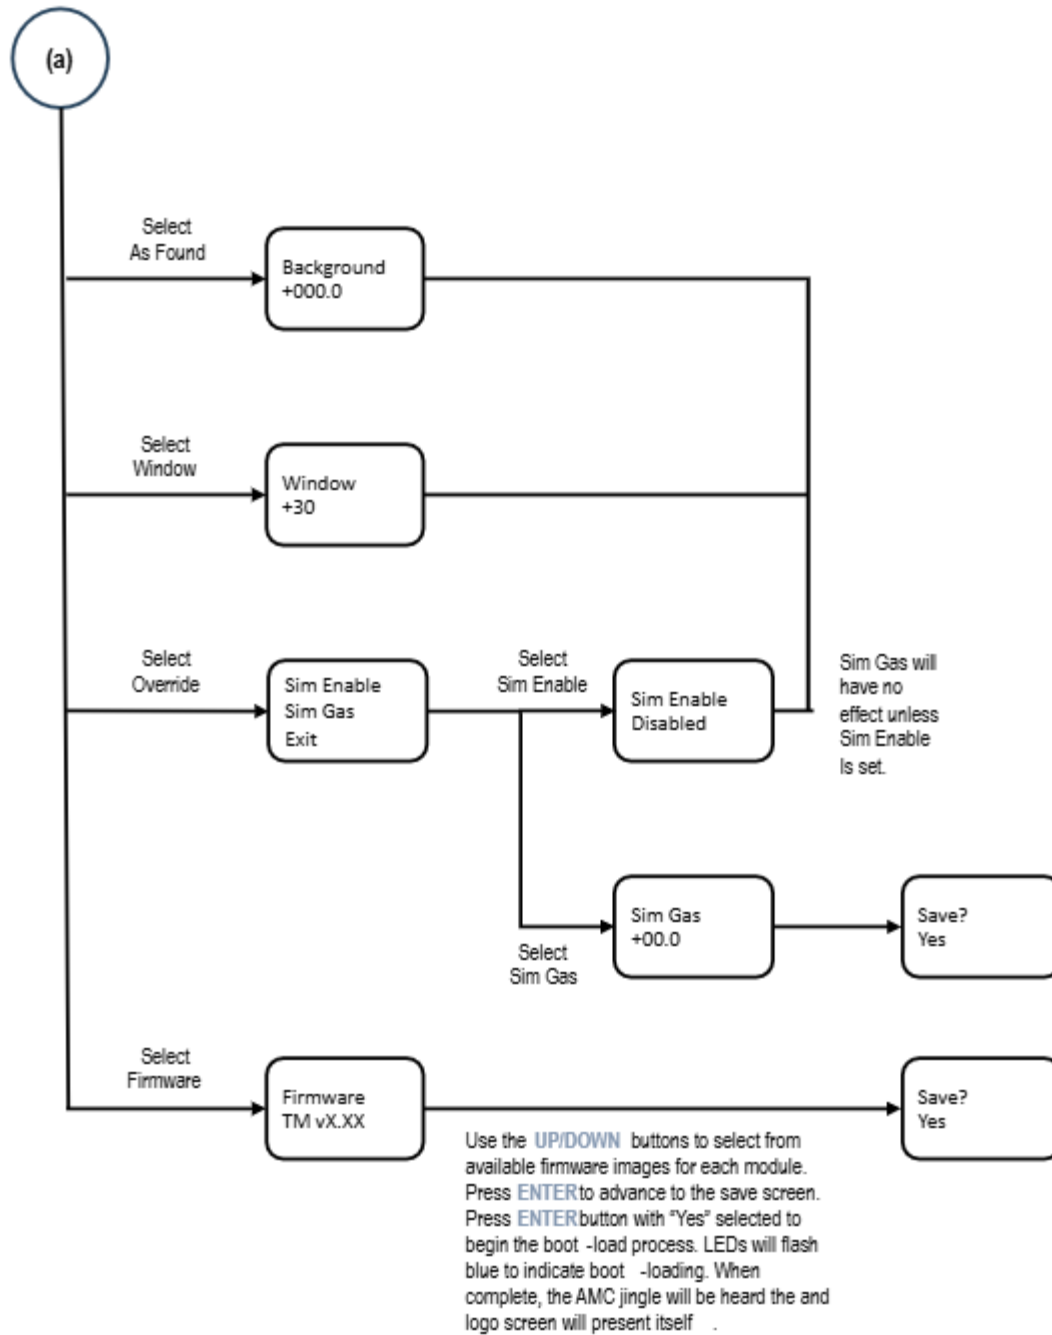 (a)
Select
As Found
Background
+000.0
Select
Window
Window
+30
Select
Override
Sim Enable
Sim Gas
Exit
Select
Sim Enable
Sim Enable
Disabled
Sim Gas will
have no
effect unless
Sim Enable
Is set.
Select
Sim Gas
Sim Gas
+00.0
Save?
Yes
Select
Firmware
Firmware
TM vX.XX
Save?
Yes
Use the UP/DOWN buttons to select from
available firmware images for each module.
Press ENTER to advance to the save screen.
Press ENTER button with "Yes" selected to
begin the boot -load process. LEDs will flash
blue to indicate boot -loading. When
complete, the AMC jingle will be heard the and
logo screen will present itself .